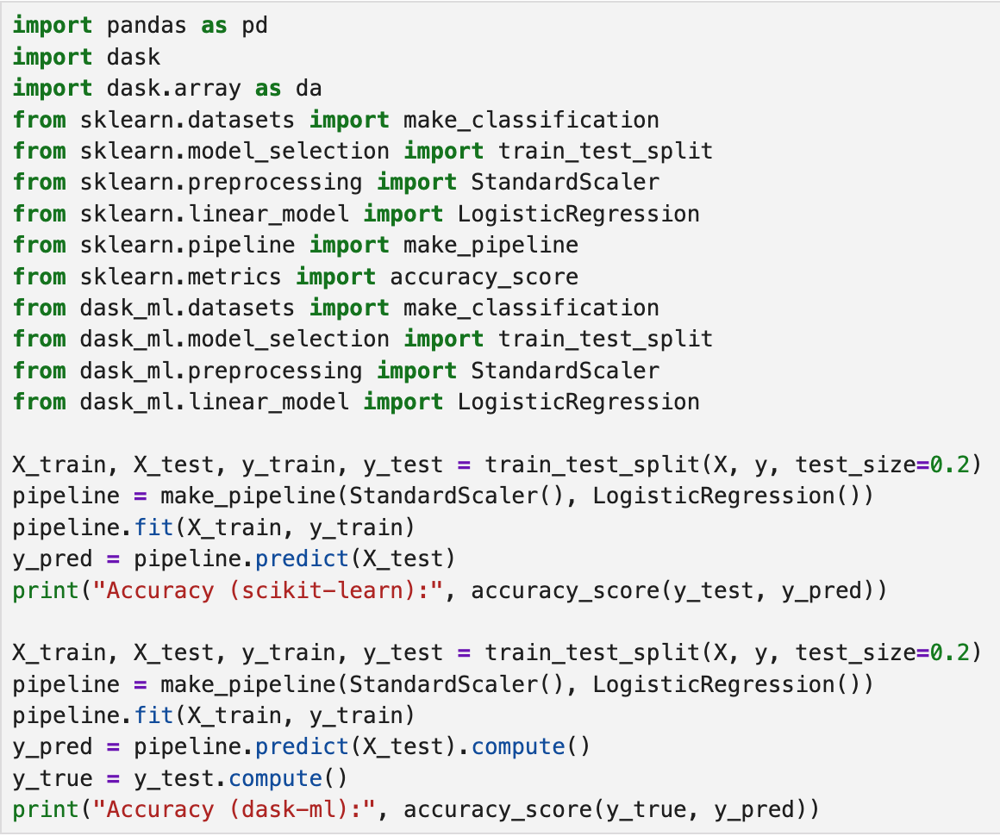 import pandas as pd
import dask
import dask.array as da
from sklearn.datasets import make_classification
from sklearn.model_selection import train_test_split
from sklearn.preprocessing import StandardScaler
from sklearn.linear_model import LogisticRegression
from sklearn.pipeline import make_pipeline
from sklearn.metrics import accuracy_score
from dask_ml.datasets import make_classification
from dask_ml.model_selection import train_test_split
from dask_ml.preprocessing import StandardScaler
from dask_ml.linear_model import LogisticRegression

X_train, X_test, y_train, y_test = train_test_split(X, y, test_size=0.2)
pipeline = make_pipeline(StandardScaler(), LogisticRegression())
pipeline.fit(X_train, y_train)
y_pred = pipeline.predict(X_test)
print("Accuracy (scikit-learn):", accuracy_score(y_test, y_pred))

X_train, X_test, y_train, y_test = train_test_split(X, y, test_size=0.2)
pipeline = make_pipeline(StandardScaler(), LogisticRegression())
pipeline.fit(X_train, y_train)
y_pred = pipeline.predict(X_test).compute()
y_true = y_test.compute()
print("Accuracy (dask-ml):", accuracy_score(y_true, y_pred))